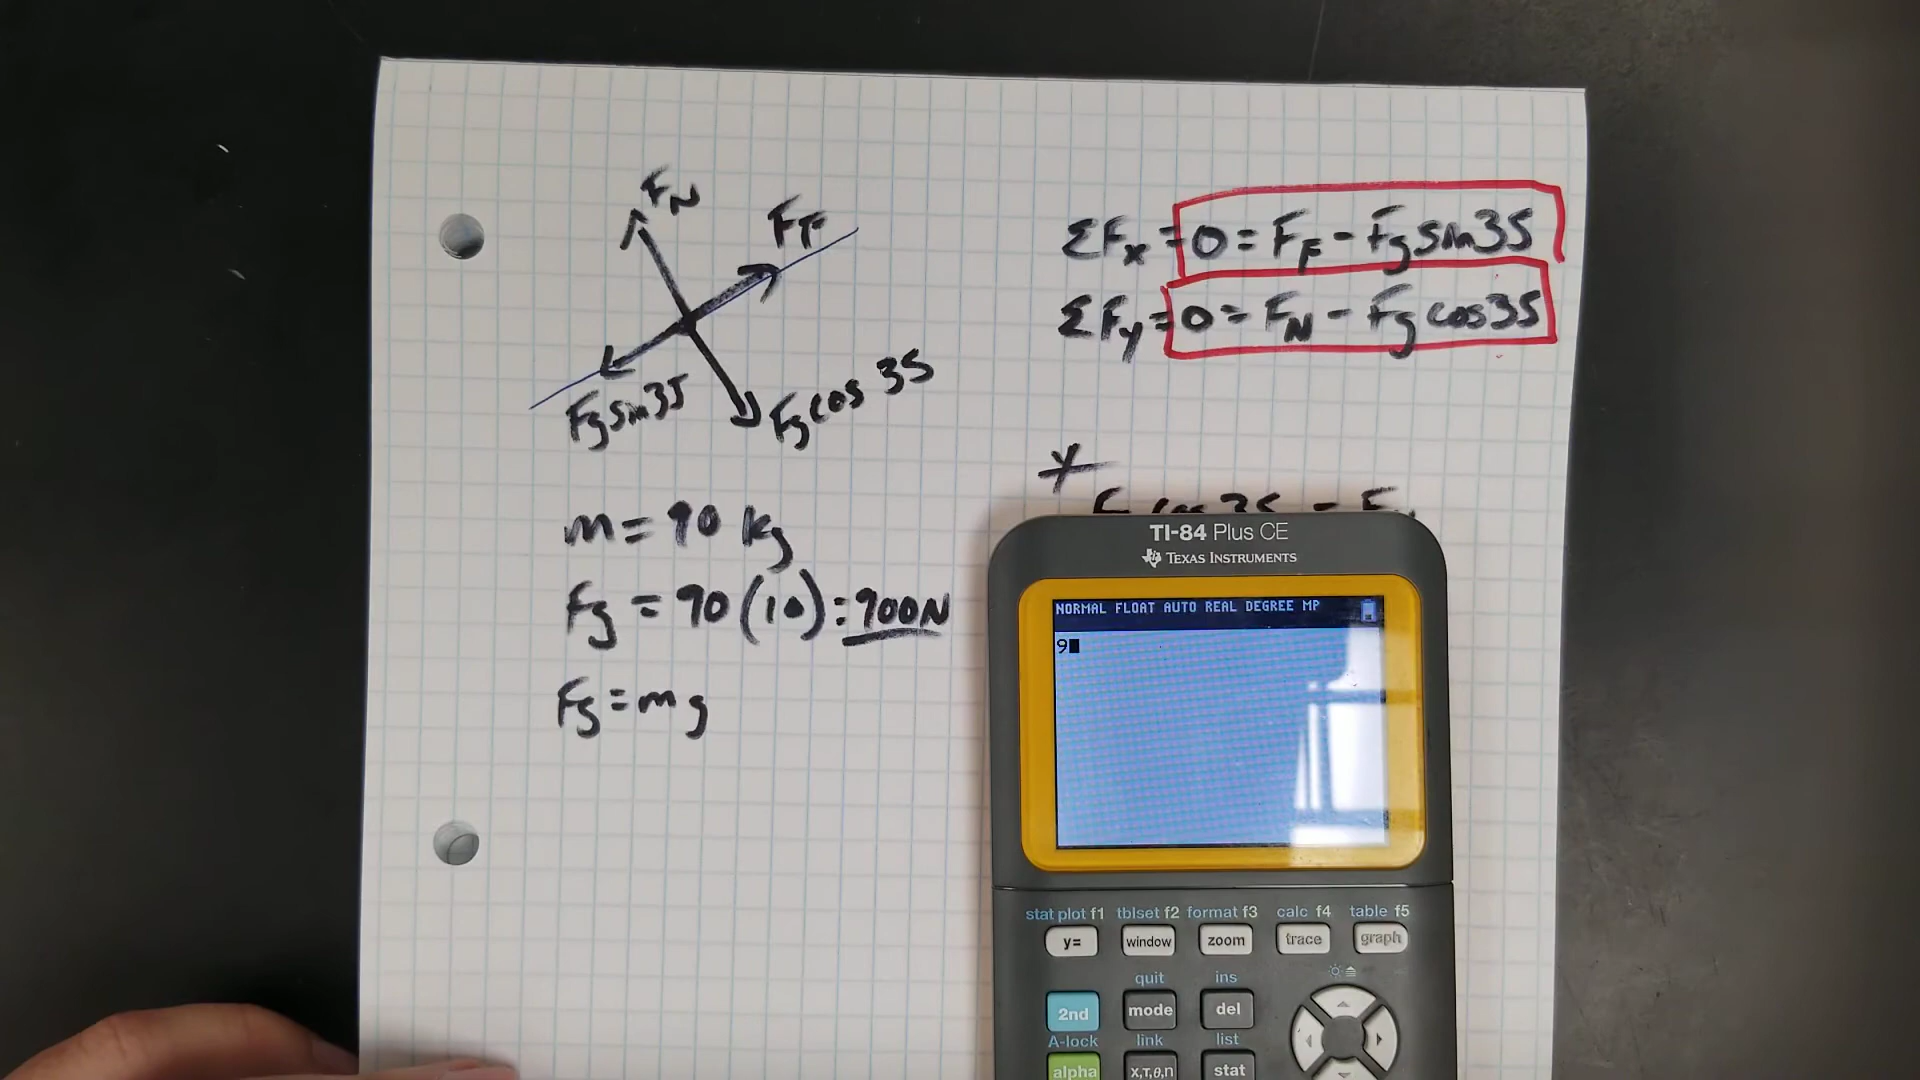 FN
FF
Fg sin35
Fg cos 35
ΣFx = 0 = FF - Fg sin35
ΣFy = 0 = FN - Fg cos35
m = 90 kg
Fg = 90 (10) = 900N
Fg = mg
y
TI-84 Plus CE
TEXAS INSTRUMENTS
NORMAL FLOAT AUTO REAL DEGREE MP
9
stat plot f1 tblset f2 format f3 calc f4 table f5
y= window zoom trace graph
quit ins
2nd mode del
A-lock link list
alpha X,T,θ,n stat